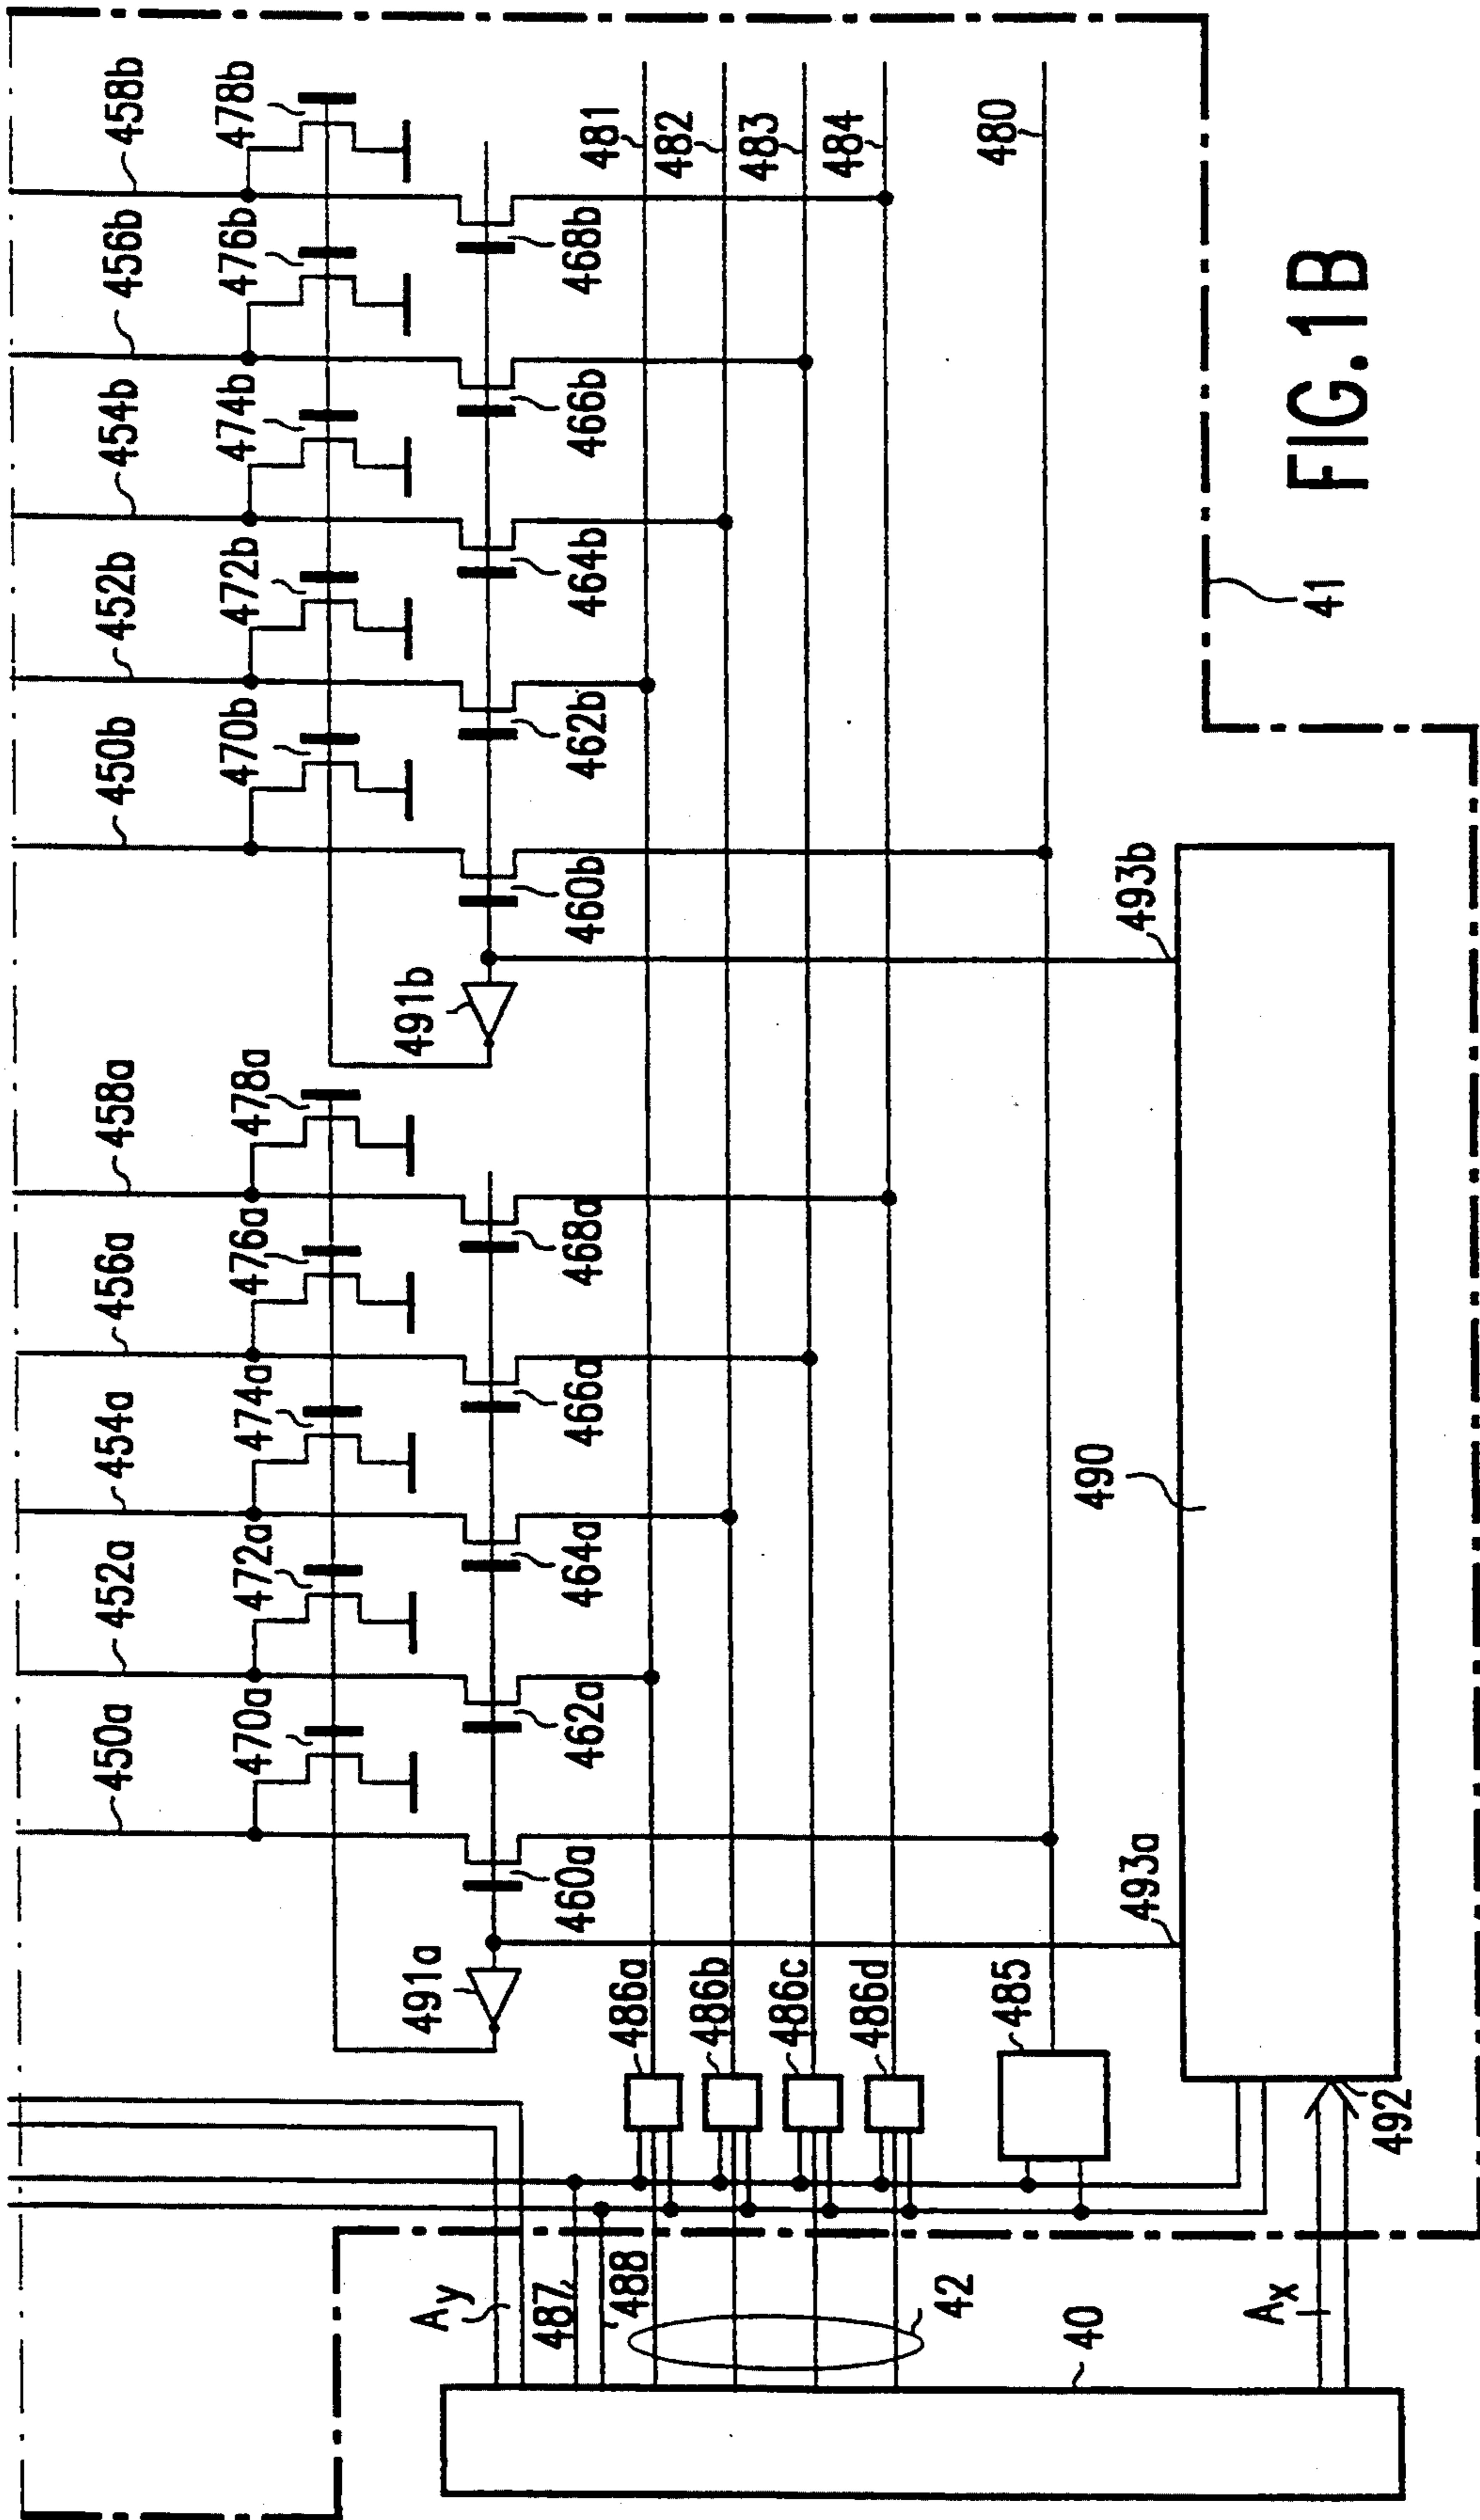 450a 452a 454a 456a 458a 450b 452b 454b 456b 458b
470a 472a 474a 476a 478a 470b 472b 474b 476b 478b
491a 491b
460a 462a 464a 466a 468a 460b 462b 464b 466b 468b
Ay
487
488
486a
486b
486c
486d
481
482
483
484
42
485
480
40
490
493a
493b
Ax
492
41
FIG.1B